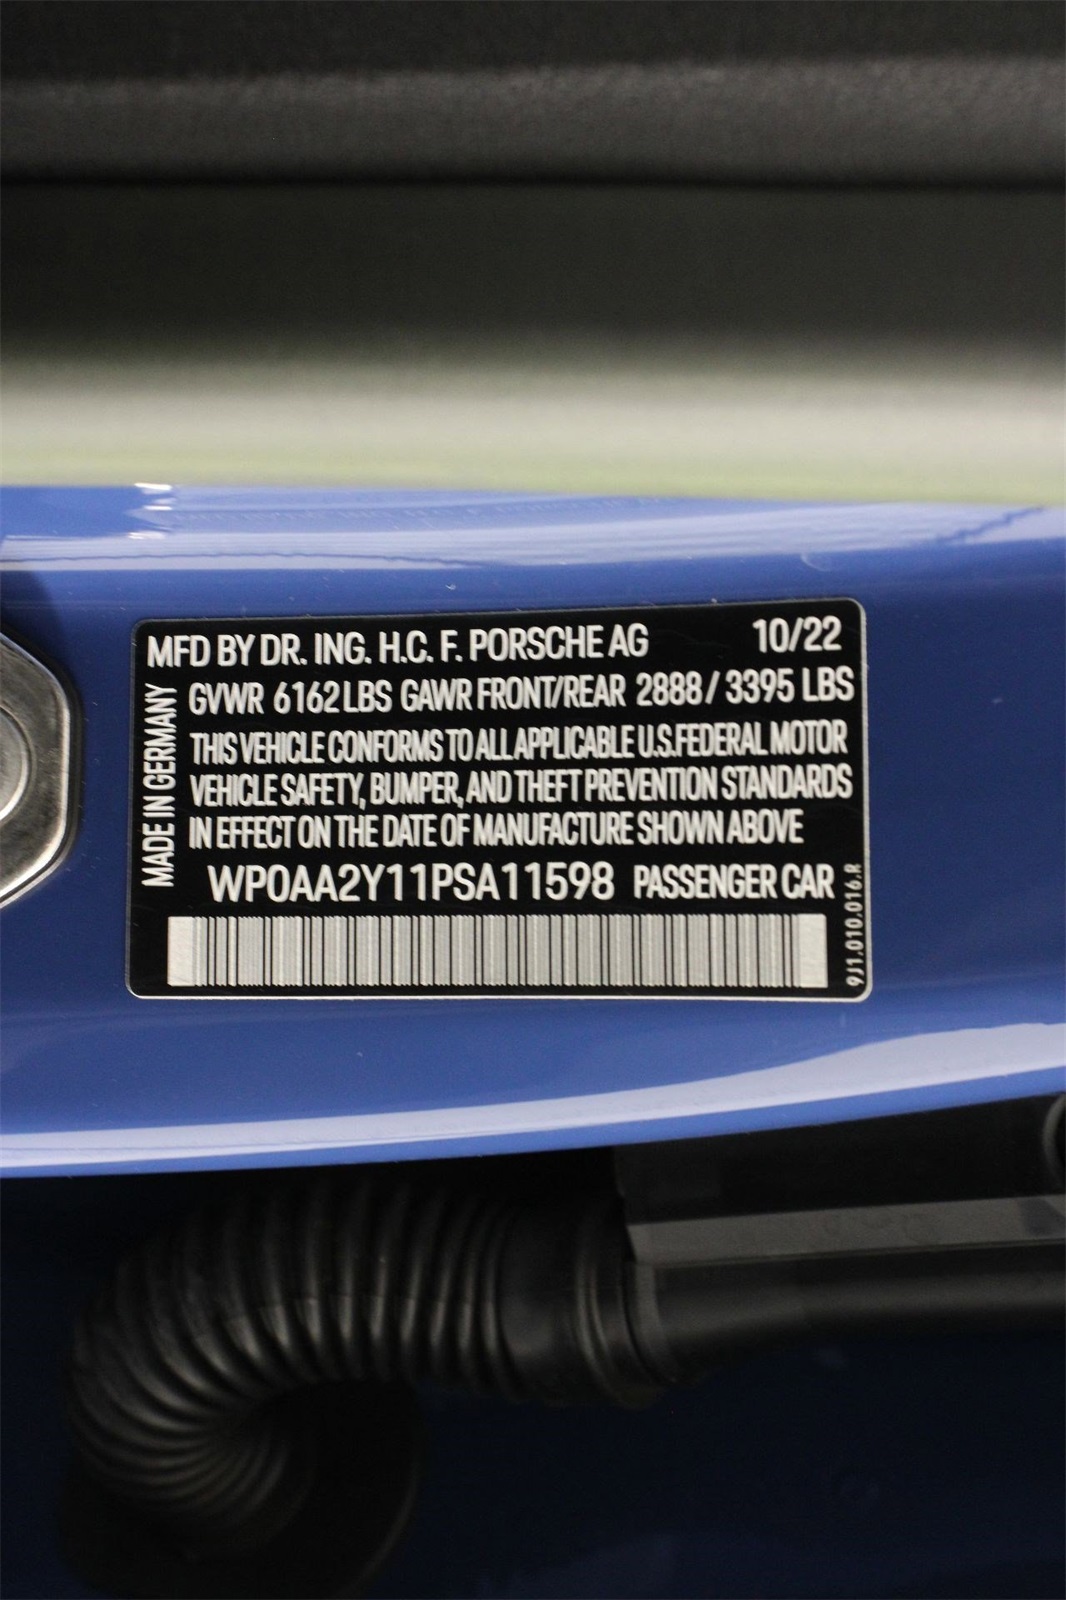 MFD BY DR. ING. H.C. F. PORSCHE AG 10/22
GVWR 6162 LBS GAWR FRONT/REAR 2888 / 3395 LBS
THIS VEHICLE CONFORMS TO ALL APPLICABLE U.S. FEDERAL MOTOR
VEHICLE SAFETY, BUMPER, AND THEFT PREVENTION STANDARDS
IN EFFECT ON THE DATE OF MANUFACTURE SHOWN ABOVE
WP0AA2Y11PSA11598 PASSENGER CAR
MADE IN GERMANY
9J1.010.016.R